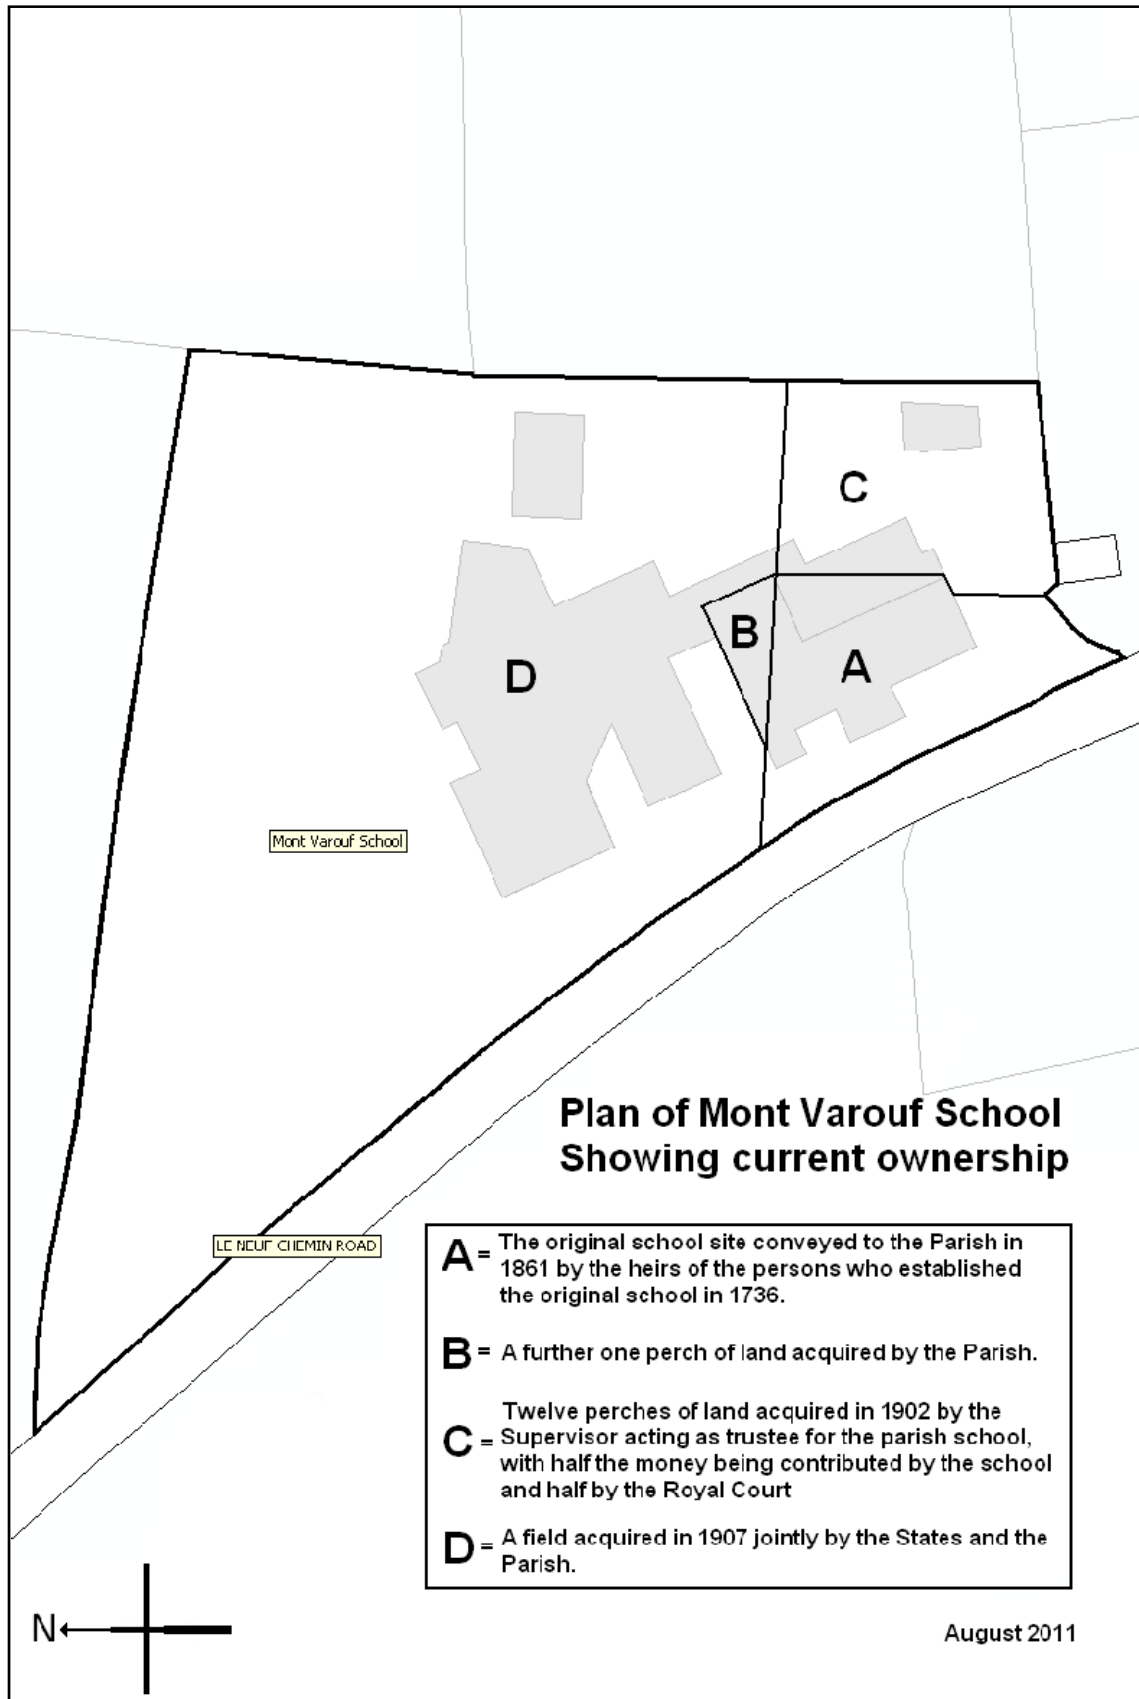 C
B
A
D
Mont Varouf School
Plan of Mont Varouf School
Showing current ownership
LE NEUF CHEMIN ROAD
A = The original school site conveyed to the Parish in
1861 by the heirs of the persons who established
the original school in 1736.
B = A further one perch of land acquired by the Parish.
Twelve perches of land acquired in 1902 by the
C = Supervisor acting as trustee for the parish school,
with half the money being contributed by the school
and half by the Royal Court
D = A field acquired in 1907 jointly by the States and the
Parish.
N
August 2011